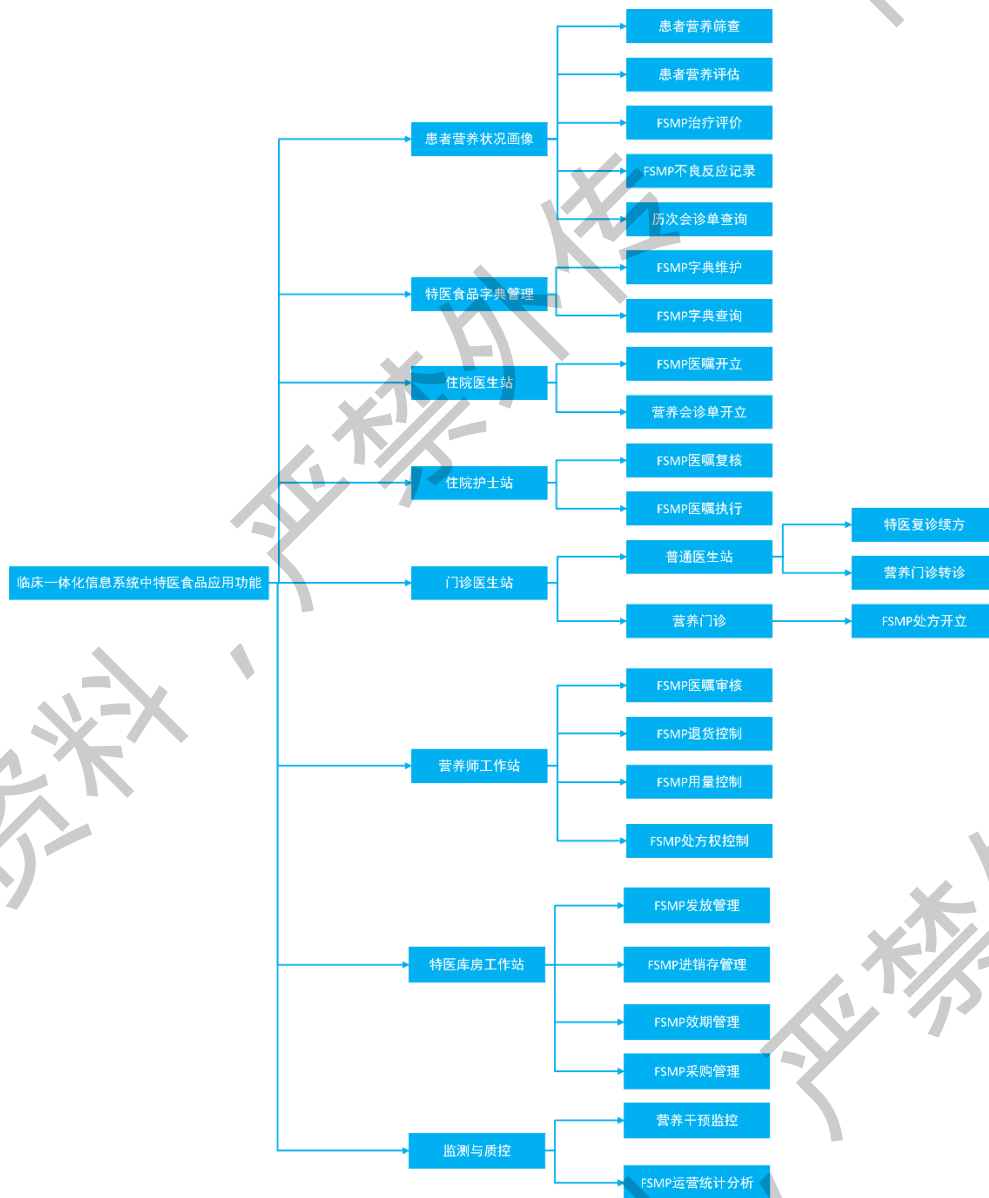 临床一体化信息系统中特医食品应用功能
患者营养状况画像
患者营养筛查
患者营养评估
FSMP治疗评价
FSMP不良反应记录
历次会诊单查询
特医食品字典管理
FSMP字典维护
FSMP字典查询
住院医生站
FSMP医嘱开立
营养会诊单开立
住院护士站
FSMP医嘱复核
FSMP医嘱执行
门诊医生站
普通医生站
特医复诊续方
营养门诊转诊
营养门诊
FSMP处方开立
营养师工作站
FSMP医嘱审核
FSMP退货控制
FSMP用量控制
FSMP处方权控制
特医库房工作站
FSMP发放管理
FSMP进销存管理
FSMP效期管理
FSMP采购管理
监测与质控
营养干预监控
FSMP运营统计分析
资料，严禁外传
严禁